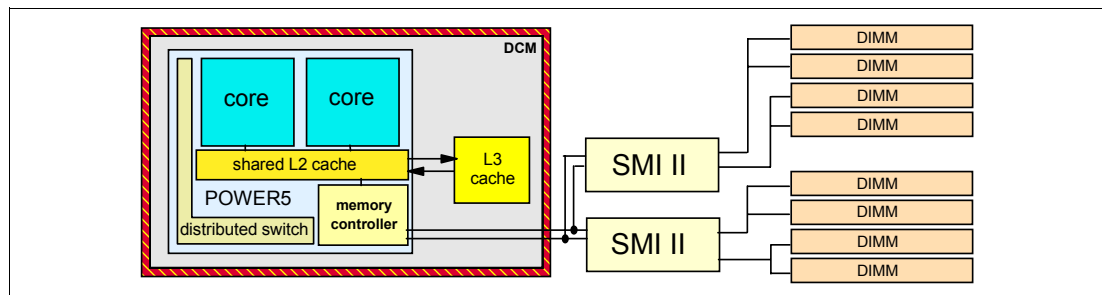 DCM
core
core
shared L2 cache
POWER5
distributed switch
memory
controller
L3
cache
SMI II
SMI II
DIMM
DIMM
DIMM
DIMM
DIMM
DIMM
DIMM
DIMM